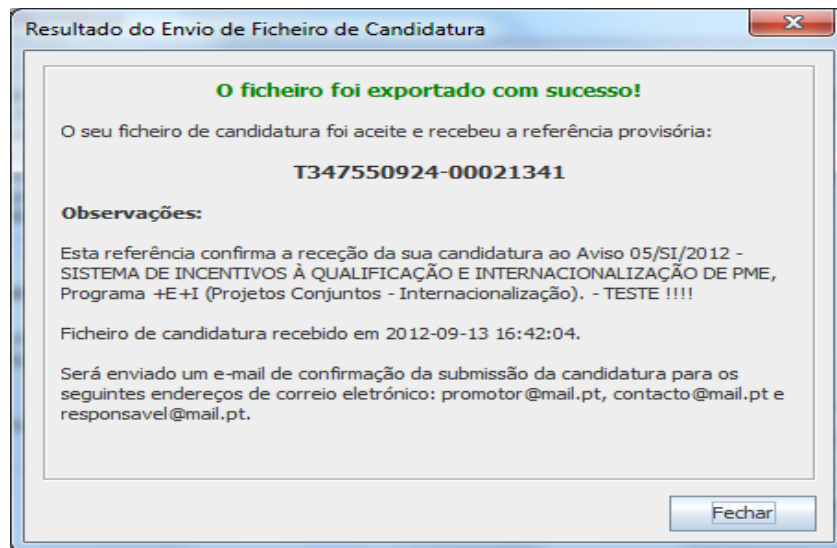 Resultado do Envio de Ficheiro de Candidatura
O ficheiro foi exportado com sucesso!
O seu ficheiro de candidatura foi aceite e recebeu a referência provisória:
T347550924-00021341
Observações:
Esta referência confirma a receção da sua candidatura ao Aviso 05/SI/2012 -
SISTEMA DE INCENTIVOS À QUALIFICAÇÃO E INTERNACIONALIZAÇÃO DE PME,
Programa +E+I (Projetos Conjuntos - Internacionalização). - TESTE !!!!
Ficheiro de candidatura recebido em 2012-09-13 16:42:04.
Será enviado um e-mail de confirmação da submissão da candidatura para os
seguintes endereços de correio eletrónico: promotor@mail.pt, contacto@mail.pt e
responsavel@mail.pt.
Fechar